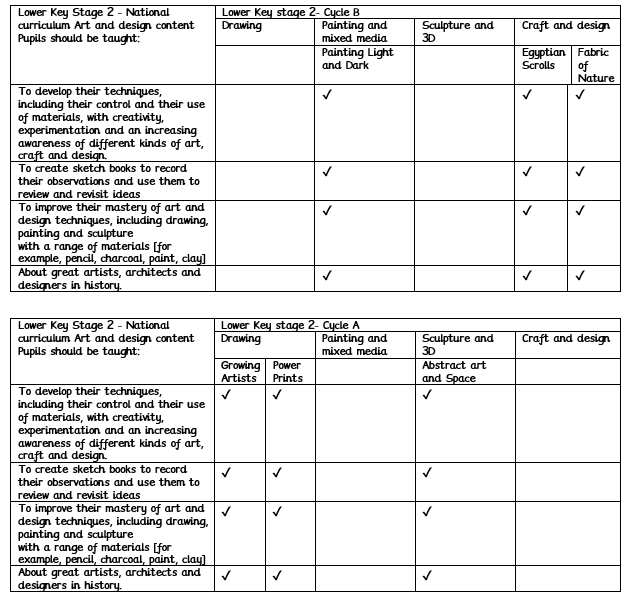 Lower Key Stage 2 - National
curriculum Art and design content
Pupils should be taught:
Lower Key stage 2- Cycle B
Drawing
Painting and
mixed media
Sculpture and
3D
Craft and design
Painting Light
and Dark
Egyptian
Scrolls
Fabric
of
Nature
To develop their techniques,
including their control and their use
of materials, with creativity,
experimentation and an increasing
awareness of different kinds of art,
craft and design.
✓ ✓ ✓
To create sketch books to record
their observations and use them to
review and revisit ideas
✓ ✓ ✓
To improve their mastery of art and
design techniques, including drawing,
painting and sculpture
with a range of materials [for
example, pencil, charcoal, paint, clay]
✓ ✓ ✓
About great artists, architects and
designers in history.
✓ ✓ ✓
Lower Key Stage 2 - National
curriculum Art and design content
Pupils should be taught:
Lower Key stage 2- Cycle A
Drawing
Painting and
mixed media
Sculpture and
3D
Craft and design
Growing
Artists
Power
Prints
Abstract art
and Space
To develop their techniques,
including their control and their use
of materials, with creativity,
experimentation and an increasing
awareness of different kinds of art,
craft and design.
✓ ✓ ✓
To create sketch books to record
their observations and use them to
review and revisit ideas
✓ ✓ ✓
To improve their mastery of art and
design techniques, including drawing,
painting and sculpture
with a range of materials [for
example, pencil, charcoal, paint, clay]
✓ ✓ ✓
About great artists, architects and
designers in history.
✓ ✓ ✓